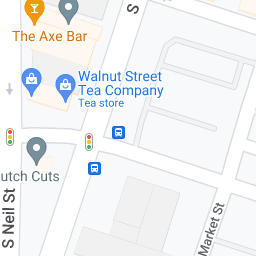 S
The Axe Bar
Walnut Street
Tea Company
Tea store
utch Cuts
S Neil St
Market St